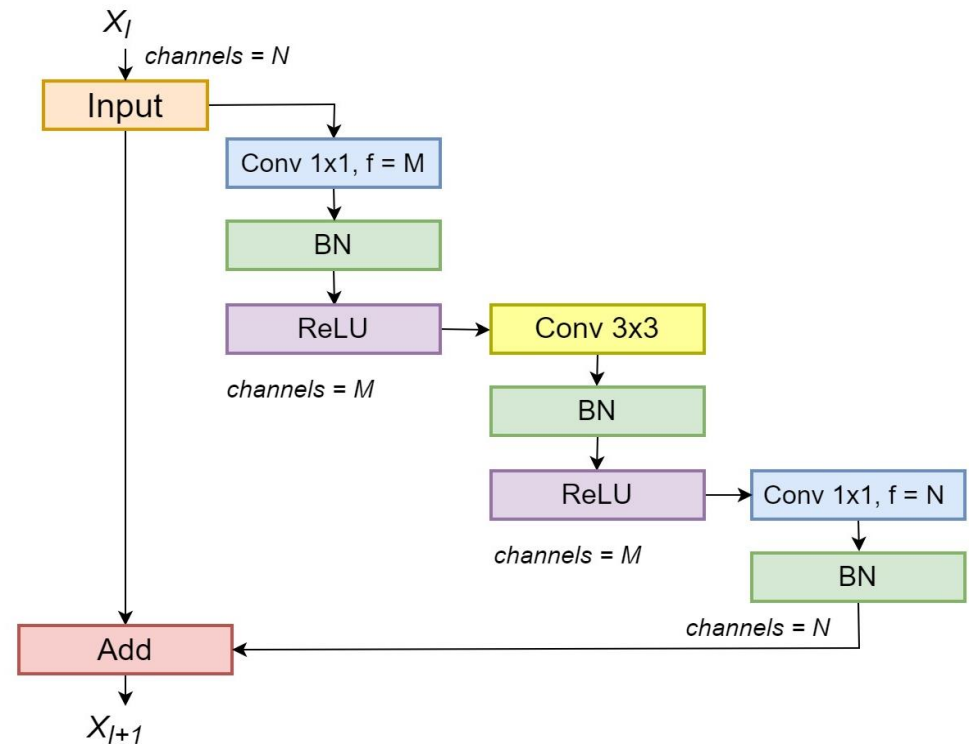 X_l
channels = N
Input
Conv 1x1, f = M
BN
ReLU
channels = M
Conv 3x3
BN
ReLU
channels = M
Conv 1x1, f = N
BN
channels = N
Add
X_{l+1}